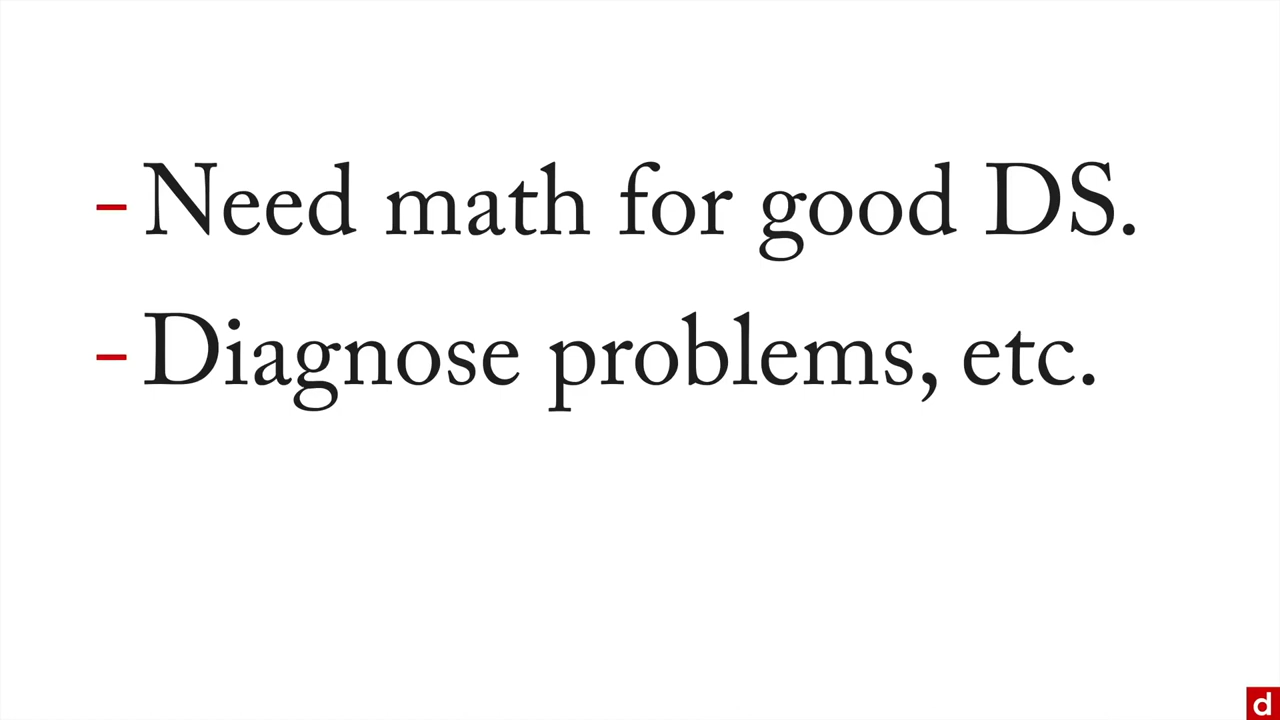 - Need math for good DS.
- Diagnose problems, etc.
d